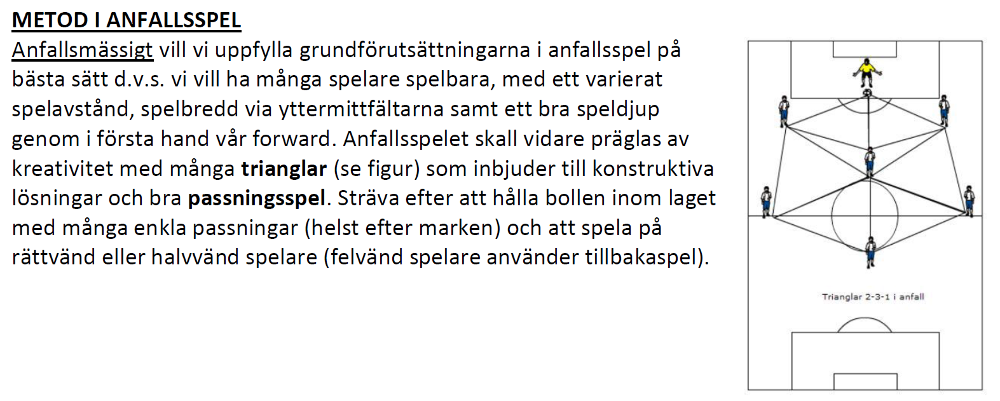 METOD I ANFALLSSPEL
Anfallsmässigt vill vi uppfylla grundförutsättningarna i anfallsspel på
bästa sätt d.v.s. vi vill ha många spelare spelbara, med ett varierat
spelavstånd, spelbredd via yttermittfältarna samt ett bra speldjup
genom i första hand vår forward. Anfallsspelet skall vidare präglas av
kreativitet med många trianglar (se figur) som inbjuder till konstruktiva
lösningar och bra passningsspel. Sträva efter att hålla bollen inom laget
med många enkla passningar (helst efter marken) och att spela på
rättvänd eller halvvänd spelare (felvänd spelare använder tillbakaspel).
Trianglar 2-3-1 i anfall